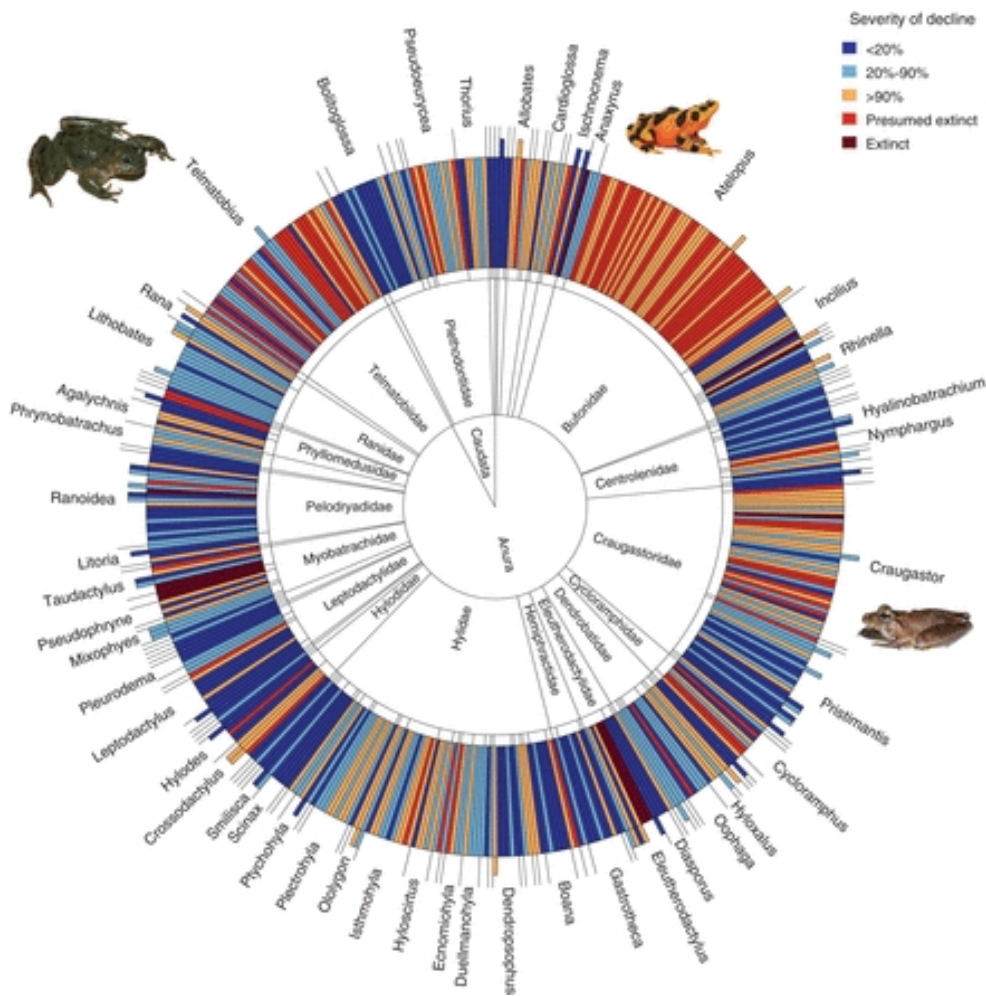 Severity of decline
<20%
20%-90%
>90%
Presumed extinct
Extinct
Bolitoglossa
Pseudoeurycea
Thorius
Allobates
Cardioglossa
Ischnocnema
Anaxyrus
Atelopus
Incilius
Rhinella
Hyalinobatrachium
Nymphargus
Craugastor
Pristimantis
Cycloramphus
Hyloxalus
Oophaga
Diasporus
Eleutherodactylus
Gastrotheca
Boana
Dendropsophus
Duellmanohyla
Ecnomiohyla
Hyloscirtus
Isthmohyla
Ololygon
Plectrohyla
Ptychohyla
Scinax
Smilisca
Crossodactylus
Hylodes
Leptodactylus
Pleurodema
Mixophyes
Pseudophryne
Taudactylus
Litoria
Ranoidea
Phrynobatrachus
Agalychnis
Lithobates
Rana
Telmatobius
Plethodontidae
Bufonidae
Centrolenidae
Craugastoridae
Cycloramphidae
Dendrobatidae
Eleutherodactylidae
Hemiphractidae
Hylidae
Hylodidae
Leptodactylidae
Myobatrachidae
Pelodryadidae
Phyllomedusidae
Ranidae
Telmatobiidae
Caudata
Anura